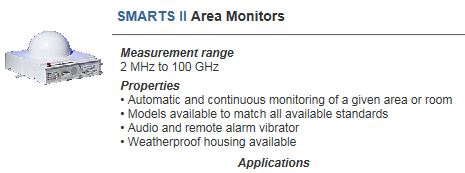 SMARTS II Area Monitors
Measurement range
2 MHz to 100 GHz
Properties
• Automatic and continuous monitoring of a given area or room
• Models available to match all available standards
• Audio and remote alarm vibrator
• Weatherproof housing available
Applications